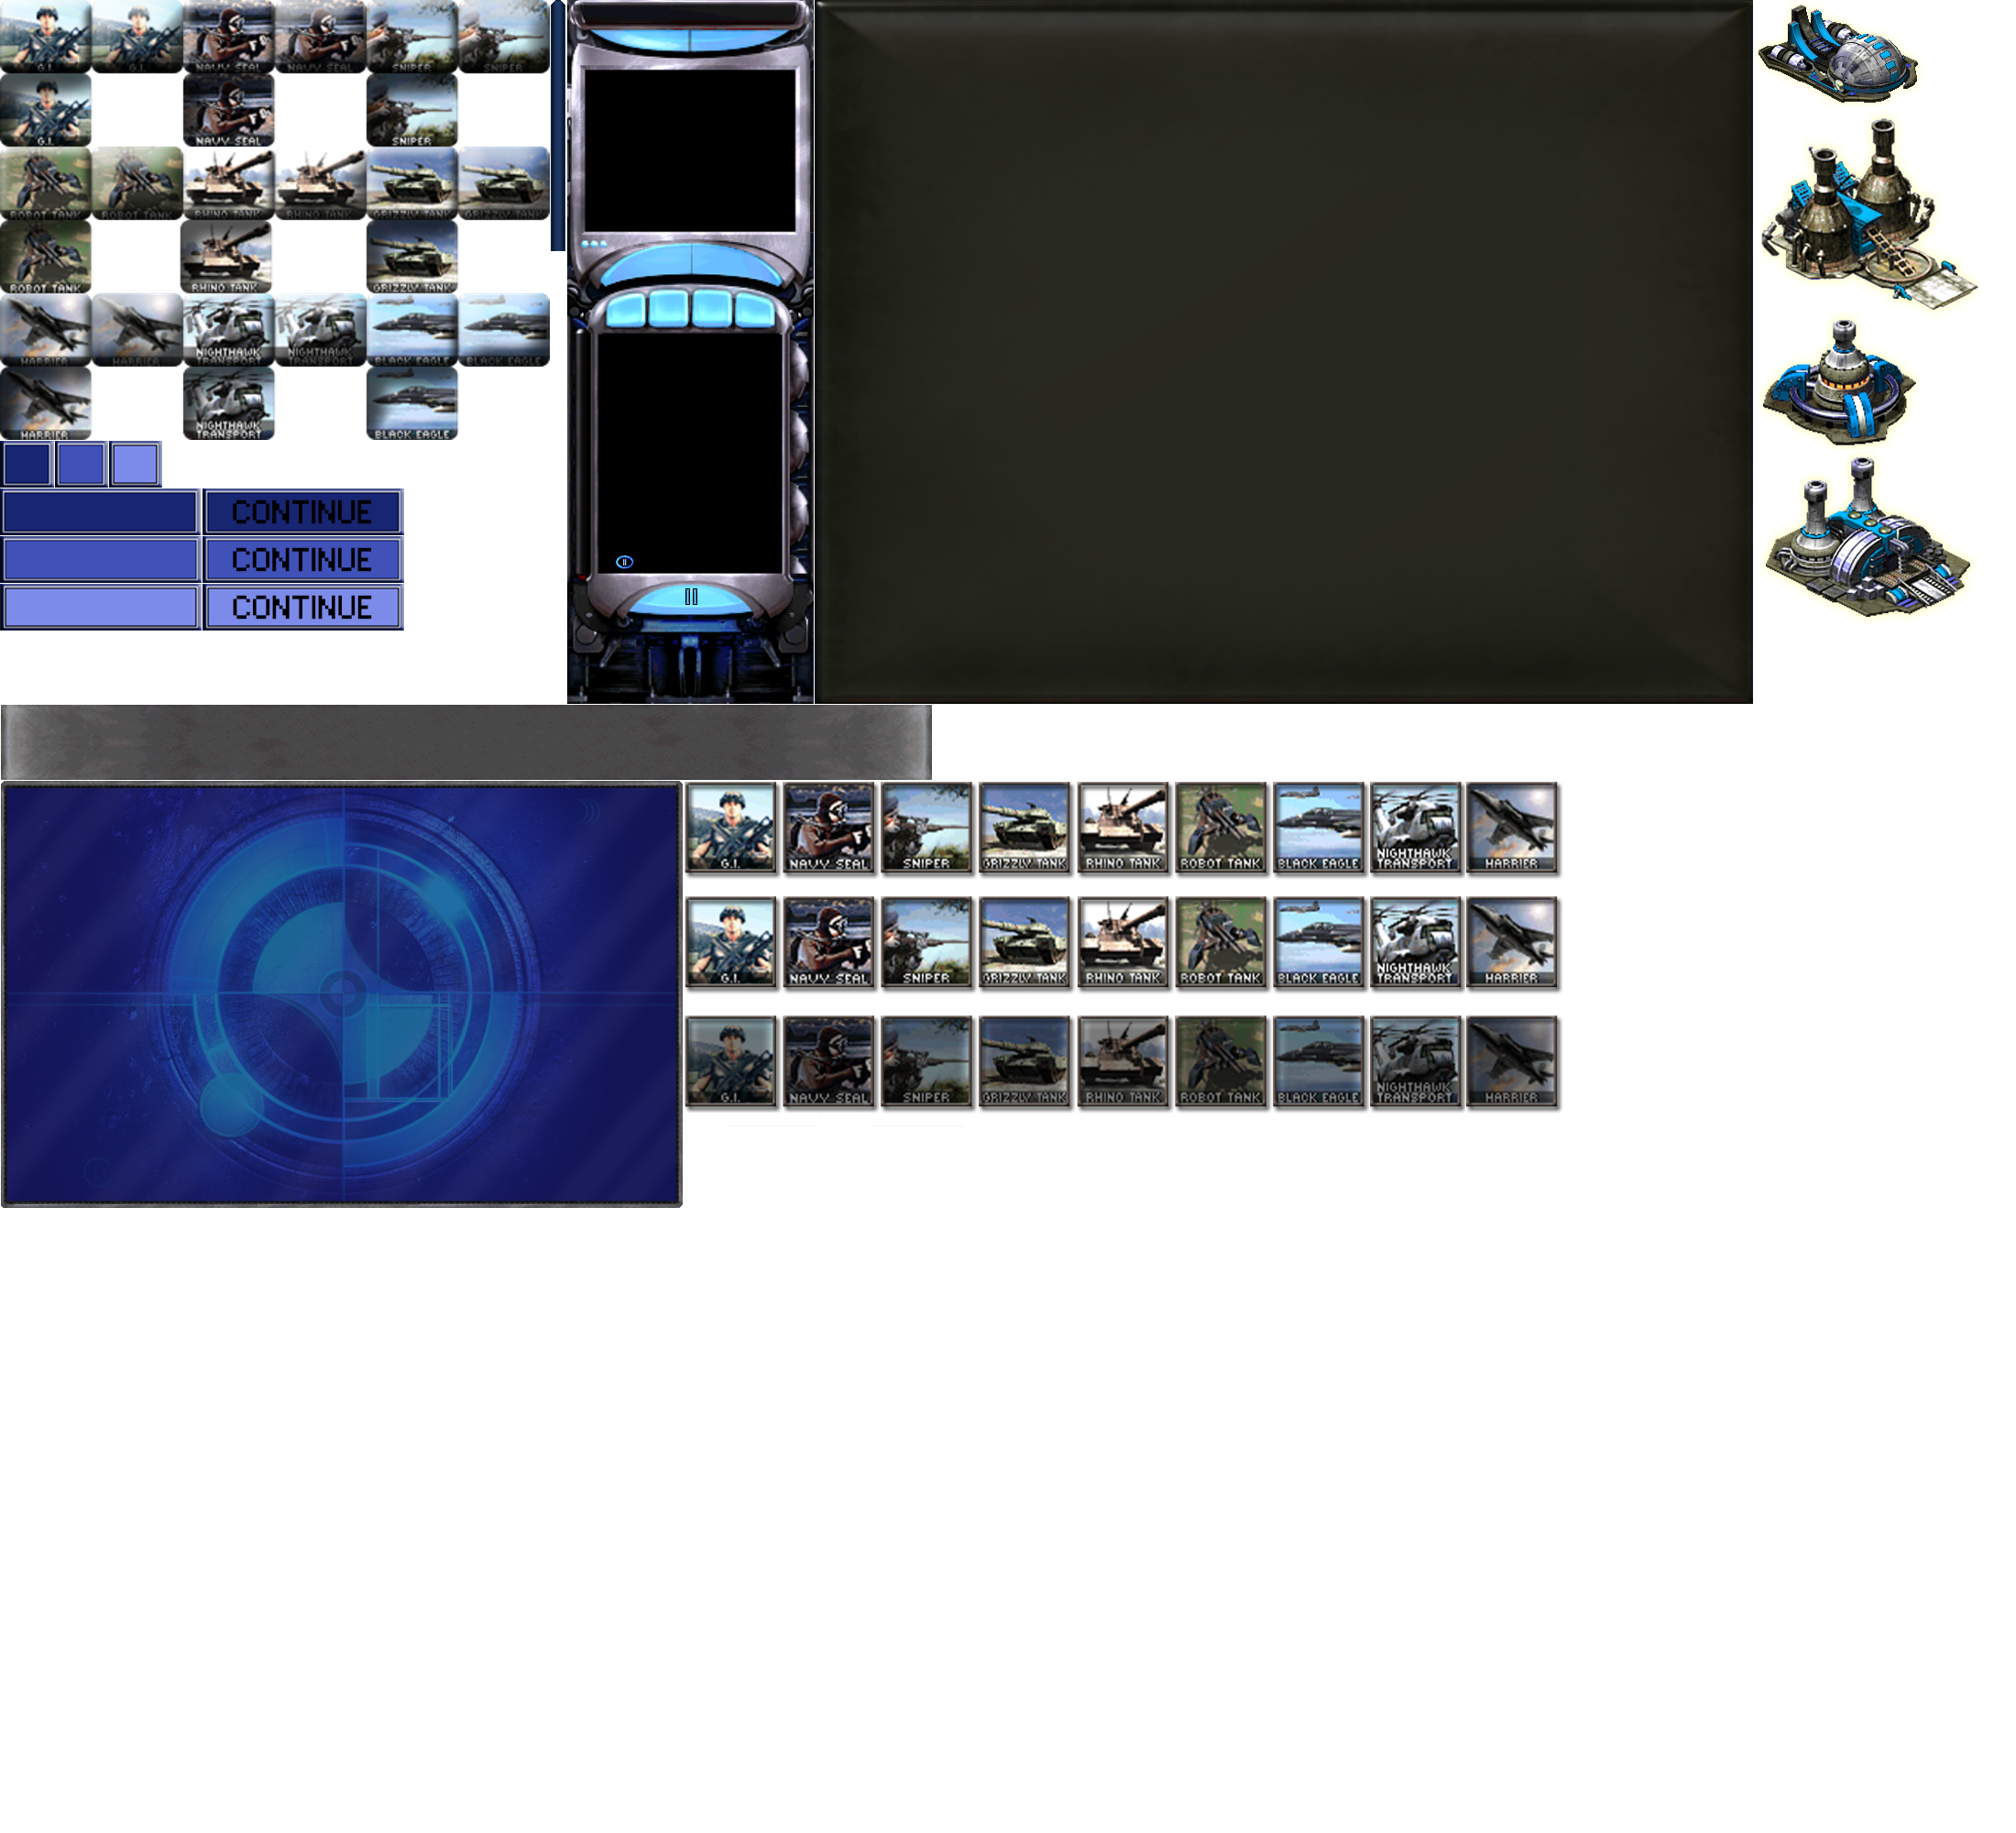 G.I. G.I. NAVY SEAL NAVY SEAL SNIPER SNIPER
G.I. NAVY SEAL SNIPER
ROBOT TANK ROBOT TANK RHINO TANK RHINO TANK GRIZZLY TANK GRIZZLY TANK
ROBOT TANK RHINO TANK GRIZZLY TANK
HARRIER HARRIER NIGHTHAWK TRANSPORT NIGHTHAWK TRANSPORT BLACK EAGLE BLACK EAGLE
HARRIER NIGHTHAWK TRANSPORT BLACK EAGLE
CONTINUE
CONTINUE
CONTINUE
G.I. NAVY SEAL SNIPER GRIZZLY TANK RHINO TANK ROBOT TANK BLACK EAGLE NIGHTHAWK TRANSPORT HARRIER
G.I. NAVY SEAL SNIPER GRIZZLY TANK RHINO TANK ROBOT TANK BLACK EAGLE NIGHTHAWK TRANSPORT HARRIER
G.I. NAVY SEAL SNIPER GRIZZLY TANK RHINO TANK ROBOT TANK BLACK EAGLE NIGHTHAWK TRANSPORT HARRIER